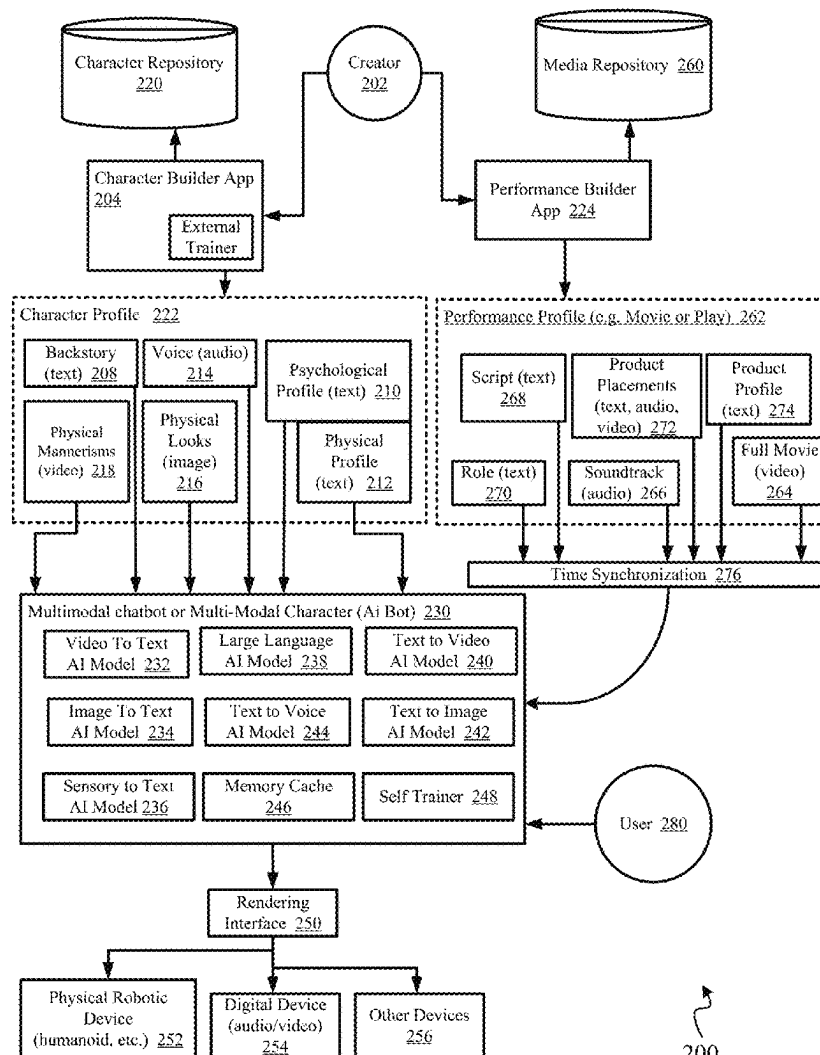 Character Repository
220
Creator
202
Media Repository 260
Character Builder App
204
External
Trainer
Performance Builder
App 224
Character Profile 222
Backstory
(text) 208
Voice (audio)
214
Psychological
Profile (text) 210
Physical
Mannerisms
(video) 218
Physical
Looks
(image)
216
Physical
Profile
(text) 212
Performance Profile (e.g. Movie or Play) 262
Script (text)
268
Product
Placements
(text, audio,
video) 272
Product
Profile
(text) 274
Role (text)
270
Soundtrack
(audio) 266
Full Movie
(video)
264
Time Synchronization 276
Multimodal chatbot or Multi-Modal Character (Ai Bot) 230
Video To Text
AI Model 232
Large Language
AI Model 238
Text to Video
AI Model 240
Image To Text
AI Model 234
Text to Voice
AI Model 244
Text to Image
AI Model 242
Sensory to Text
AI Model 236
Memory Cache
246
Self Trainer 248
User 280
Rendering
Interface 250
Physical Robotic
Device
(humanoid, etc.) 252
Digital Device
(audio/video)
254
Other Devices
256
200